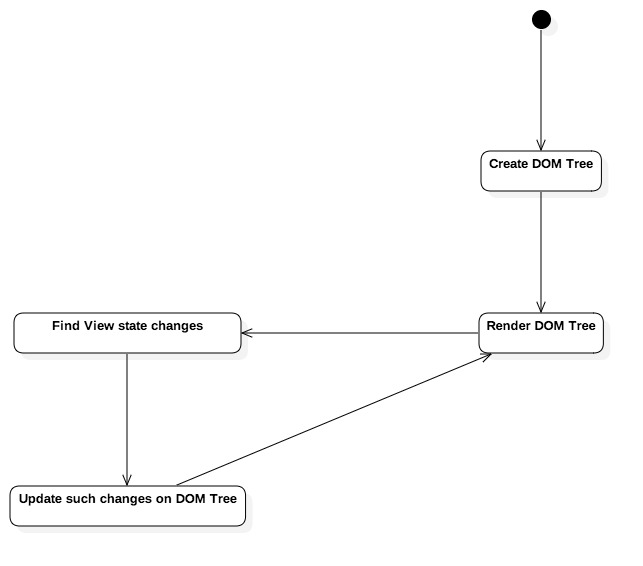 Create DOM Tree
Find View state changes
Render DOM Tree
Update such changes on DOM Tree